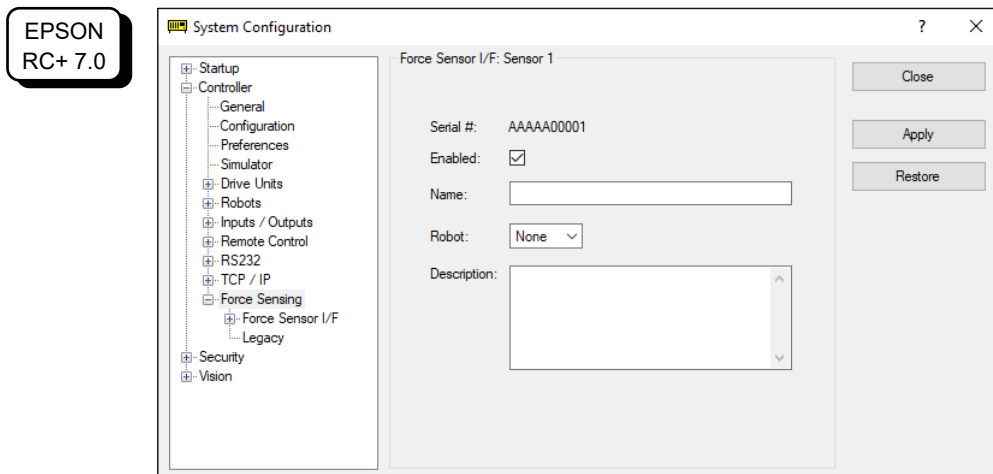 EPSON
RC+ 7.0
System Configuration
?
Startup
Controller
General
Configuration
Preferences
Simulator
Drive Units
Robots
Inputs / Outputs
Remote Control
RS232
TCP / IP
Force Sensing
Force Sensor I/F
Legacy
Security
Vision
Force Sensor I/F: Sensor 1
Serial #: AAAAA00001
Enabled:
Name:
Robot: None
Description:
Close
Apply
Restore